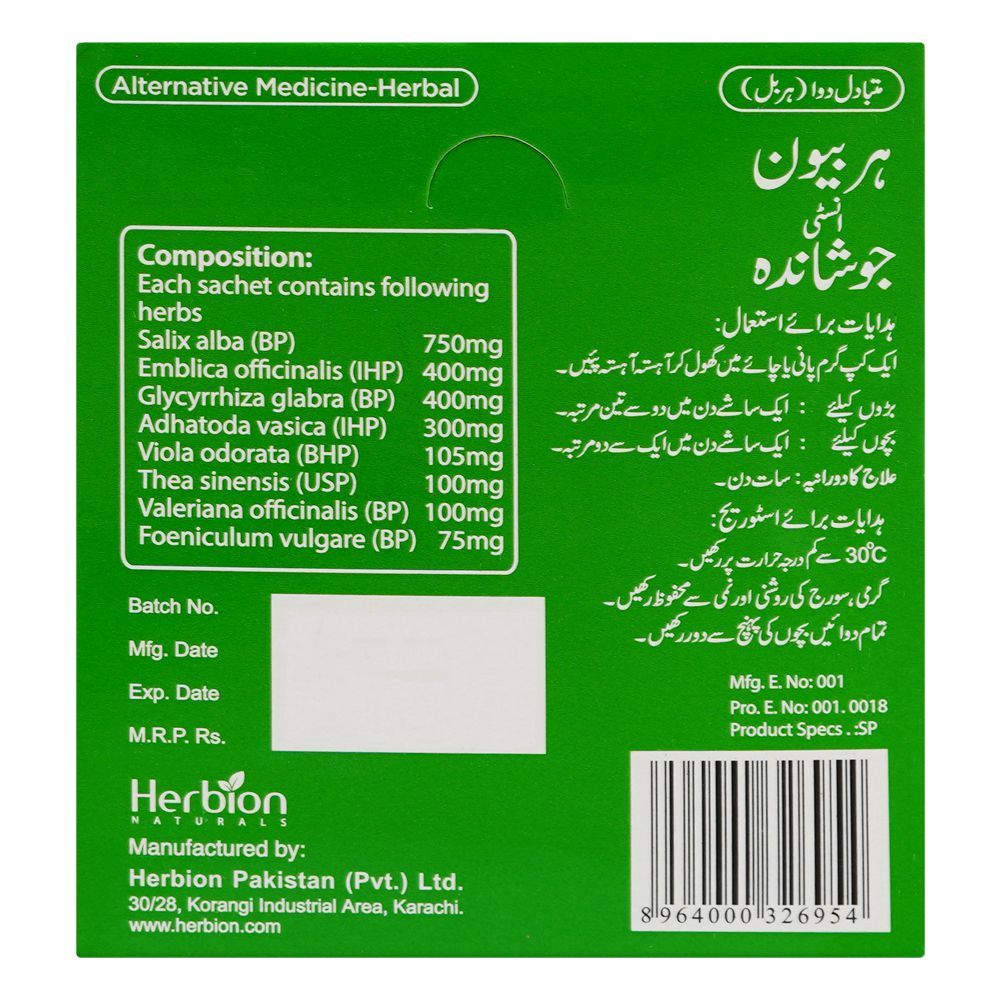 Alternative Medicine-Herbal
متبادل دوا (ہربل)
ہربیون
انسٹی
جوشاندہ
Composition:
Each sachet contains following
herbs
Salix alba (BP) 750mg
Emblica officinalis (IHP) 400mg
Glycyrrhiza glabra (BP) 400mg
Adhatoda vasica (IHP) 300mg
Viola odorata (BHP) 105mg
Thea sinensis (USP) 100mg
Valeriana officinalis (BP) 100mg
Foeniculum vulgare (BP) 75mg
ہدایات برائے استعمال:
ایک کپ گرم پانی یا چائے میں گھول کر آہستہ آہستہ پئیں۔
بڑوں کیلئے : ایک ساشے دن میں دو سے تین مرتبہ۔
بچوں کیلئے : ایک ساشے دن میں ایک سے دو مرتبہ۔
علاج کا دورانیہ: سات دن۔
ہدایات برائے اسٹوریج:
30°C سے کم درجہ حرارت پر رکھیں۔
گرمی، سورج کی روشنی اور نمی سے محفوظ رکھیں۔
تمام دوائیں بچوں کی پہنچ سے دور رکھیں۔
Batch No.
Mfg. Date
Exp. Date
M.R.P. Rs.
Mfg. E. No: 001
Pro. E. No: 001. 0018
Product Specs .:SP
Herbion
NATURALS
Manufactured by:
Herbion Pakistan (Pvt.) Ltd.
30/28, Korangi Industrial Area, Karachi.
www.herbion.com
8 964000 326954